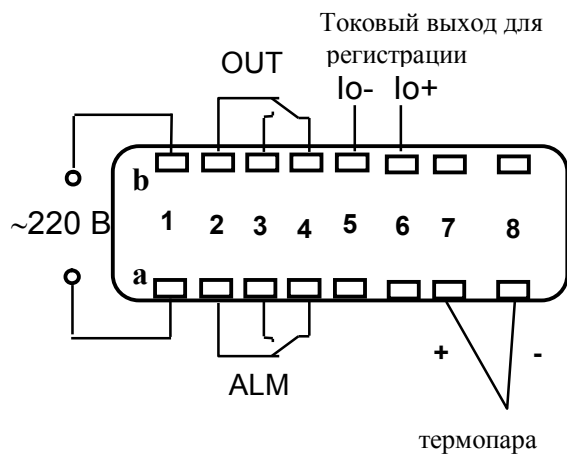 Токовый выход для
регистрации
OUT
Io- Io+
b
~220 В
1 2 3 4 5 6 7 8
a
+ -
ALM
термопара